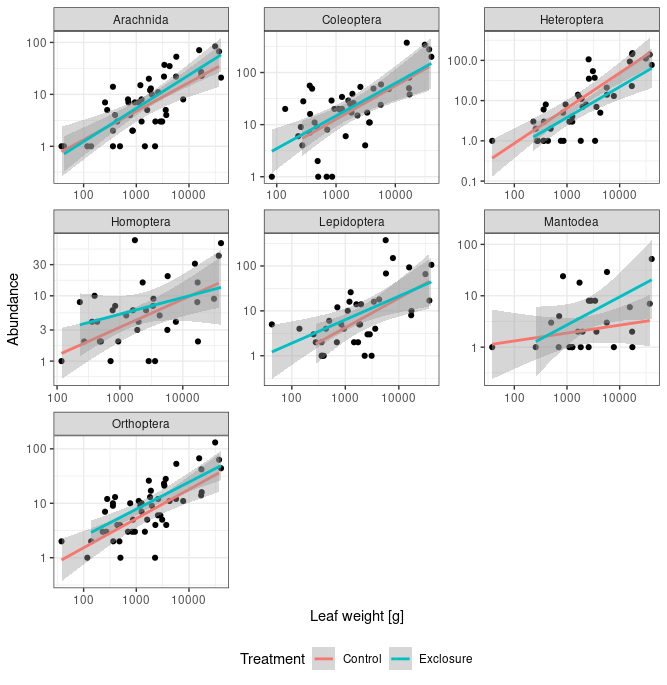 Arachnida Coleoptera Heteroptera
100 10 1
100 10 1
100.0 10.0 1.0 0.1
100 1000 10000 100 1000 10000 100 1000 10000
Homoptera Lepidoptera Mantodea
30 10 3 1
100 10 1
100 10 1
100 1000 10000 100 1000 10000 100 1000 10000
Orthoptera
100 10 1
100 1000 10000
Abundance
Leaf weight [g]
Treatment Control Exclosure